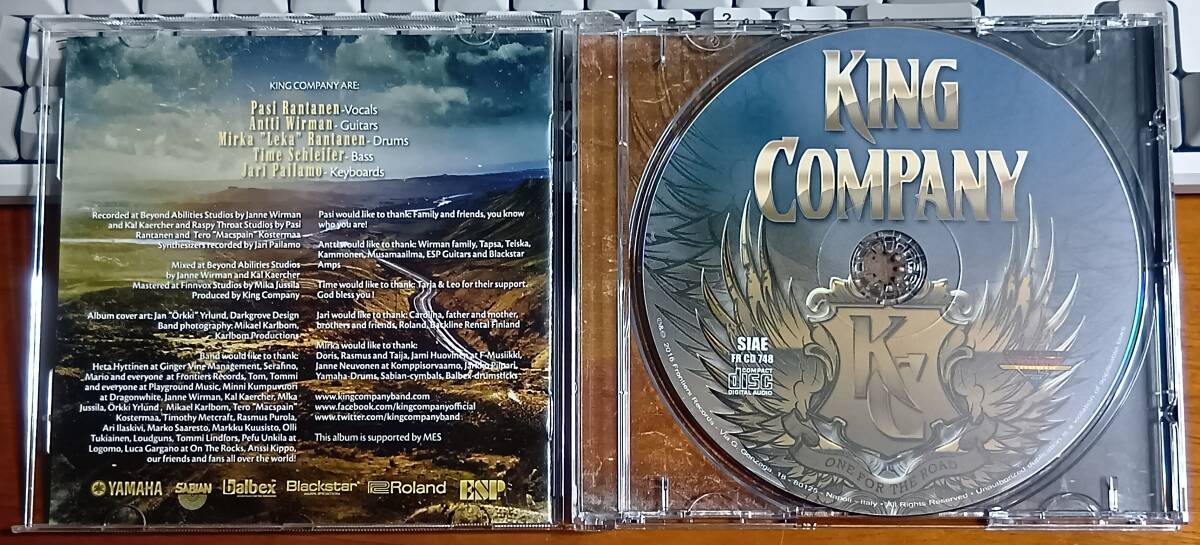 KING COMPANY ARE:
Pasi Rantanen-Vocals
Antti Wirman- Guitars
Mirka "Leka" Rantanen- Drums
Time Schleifer- Bass
Jari Pailamo- Keyboards
Recorded at Beyond Abilities Studios by Janne Wirman
and Kal Kaercher and Raspy Throat Studios by Pasi
Rantanen and Tero "Macspain" Kostermaa
Synthesizers recorded by Jari Pailamo
Mixed at Beyond Abilities Studios
by Janne Wirman and Kal Kaercher
Mastered at Finnvox Studios by Mika Jussila
Produced by King Company
Album cover art: Jan "Örkki" Yrlund, Darkgrove Design
Band photography: Mikael Karlbom,
Karlbom Productions
Band would like to thank:
Heta Hyttinen at Ginger Vine Management, Serafino,
Mario and everyone at Frontiers Records, Tom, Tommi
and everyone at Playground Music, Minni Kumpuvuori
at Dragonwhite, Janne Wirman, Kal Kaercher, MIka
Jussila, Örkki Yrlund , Mikael Karlbom, Tero "Macspain"
Kostermaa, Timothy Metcraft, Rasmus Purola,
Ari Ilaskivi, Marko Saaresto, Markku Kuusisto, Olli
Tukiainen, Loudguns, Tommi Lindfors, Pefu Unkila at
Logomo, Luca Gargano at On The Rocks, Anssi Kippo,
our friends and fans all over the world!
Pasi would like to thank: Family and friends, you know
who you are!
Antti would like to thank: Wirman family, Tapsa, Teiska,
Kammonen, Musamaailma, ESP Guitars and Blackstar
Amps
Time would like to thank: Tarja & Leo for their support.
God bless you !
Jari would like to thank: Carolina, father and mother,
brothers and friends, Roland, Backline Rental Finland
Mirka would like to thank:
Doris, Rasmus and Taija, Jami Huovinen at F-Musiikki,
Janne Neuvonen at Komppisorvaamo, Jarkko Piipari,
Yamaha-Drums, Sabian-cymbals, Balbex-drumsticks
www.kingcompanyband.com
www.facebook.com/kingcompanyofficial
www.twitter.com/kingcompanyband
This album is supported by MES
YAMAHA SABIAN balbex Blackstar Roland ESP
KING
COMPANY
KC
SIAE
FR CD 748
COMPACT
disc
DIGITAL AUDIO
ONE FOR THE ROAD
2016 Frontiers Records - Via G. Gonzaga, 18 - 80125 - Napoli - Italy - All Rights Reserved - Unauthorized duplication is a violation of applicable laws